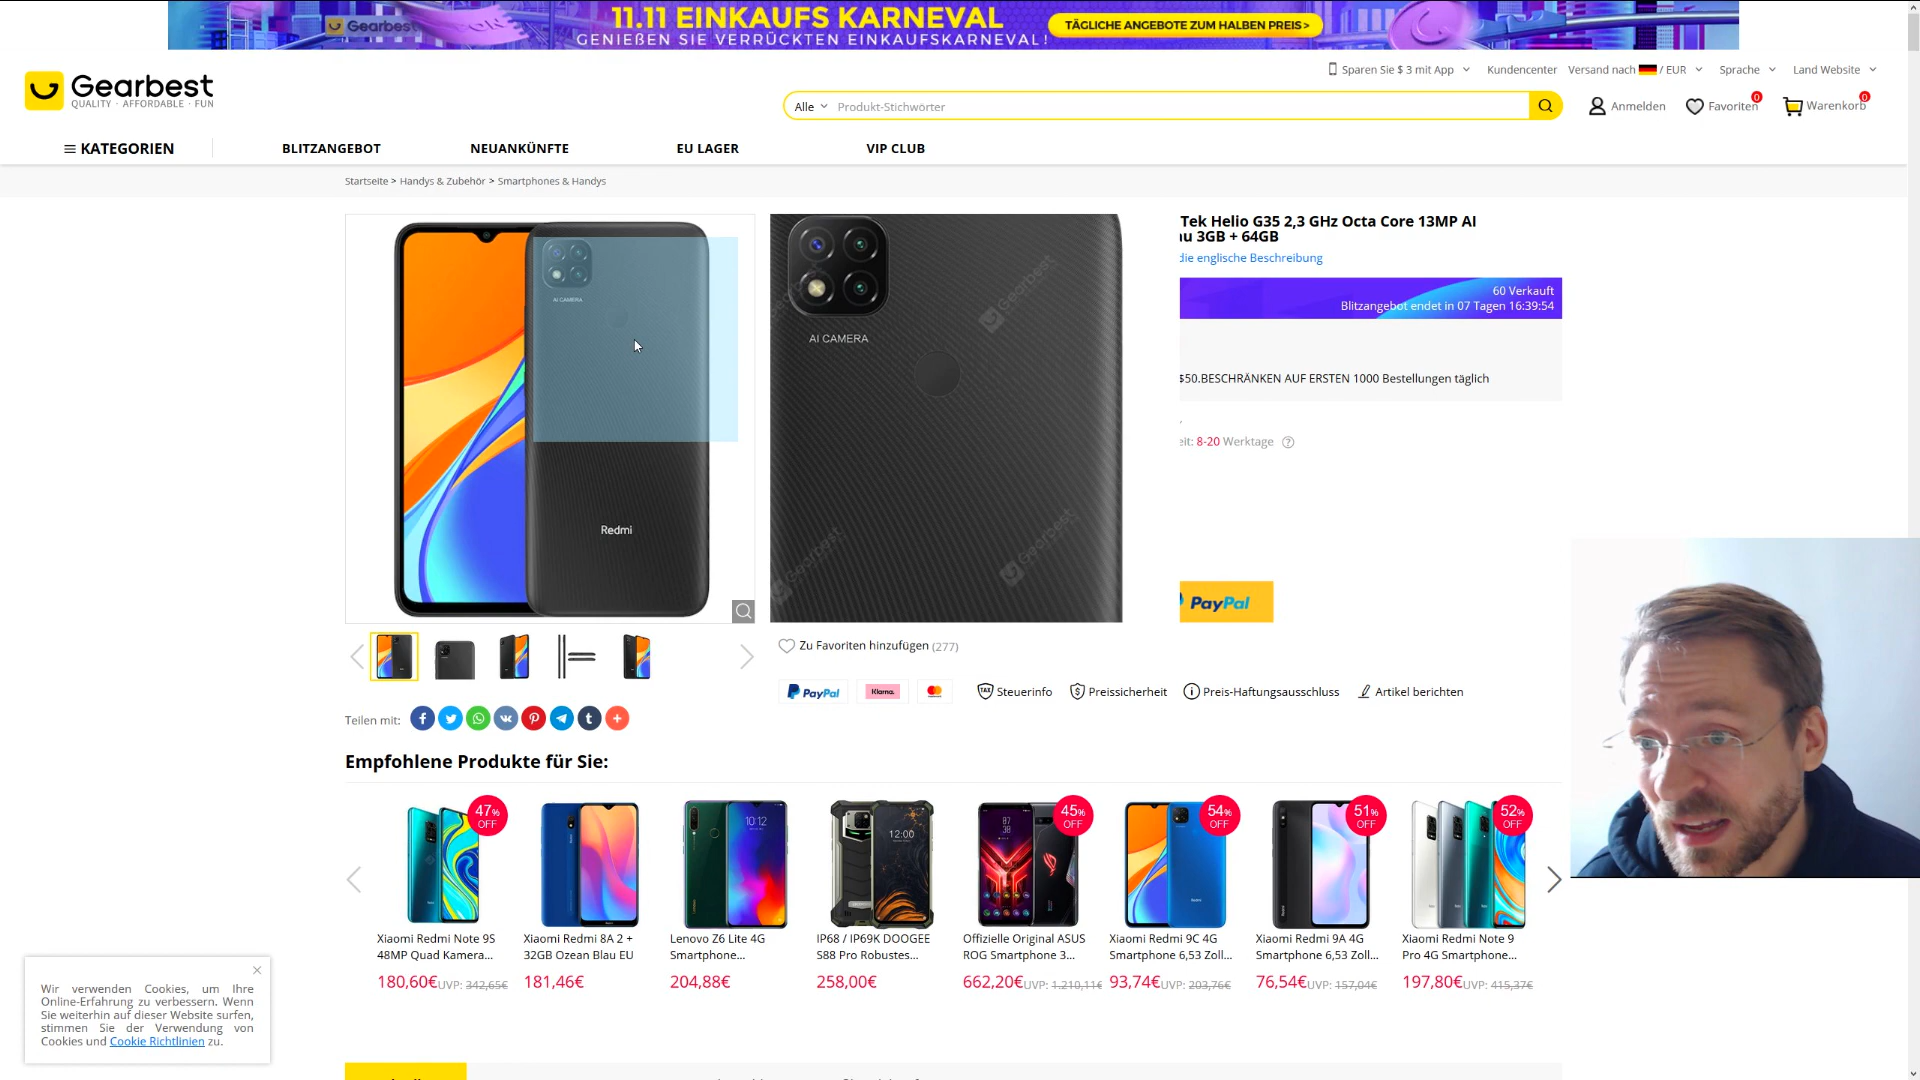 Gearbest
11.11 EINKAUFS KARNEVAL
GENIEßEN SIE VERRÜCKTEN EINKAUFSKARNEVAL!
TÄGLICHE ANGEBOTE ZUM HALBEN PREIS>
Sparen Sie $ 3 mit App
Kundencenter
Versand nach / EUR
Sprache
Land Website
Gearbest
QUALITY · AFFORDABLE · FUN
Alle
Produkt-Stichwörter
Anmelden
Favoriten
0
Warenkorb
0
KATEGORIEN
BLITZANGEBOT
NEUANKÜNFTE
EU LAGER
VIP CLUB
Startseite > Handys & Zubehör > Smartphones & Handys
AI CAMERA
Redmi
AI CAMERA
Gearbest
Gearbest
Gearbest
Tek Helio G35 2,3 GHz Octa Core 13MP AI
u 3GB + 64GB
die englische Beschreibung
60 Verkauft
Blitzangebot endet in 07 Tagen 16:39:54
$50.BESCHRÄNKEN AUF ERSTEN 1000 Bestellungen täglich
eit: 8-20 Werktage ?
PayPal
Zu Favoriten hinzufügen (277)
PayPal
Klarna.
TAX Steuerinfo
Preissicherheit
Preis-Haftungsausschluss
Artikel berichten
Teilen mit:
Empfohlene Produkte für Sie:
47% OFF
45% OFF
54% OFF
51% OFF
52% OFF
10:12
12:00
Xiaomi Redmi Note 9S
48MP Quad Kamera...
180,60€ UVP: 342,65€
Xiaomi Redmi 8A 2 +
32GB Ozean Blau EU
181,46€
Lenovo Z6 Lite 4G
Smartphone...
204,88€
IP68 / IP69K DOOGEE
S88 Pro Robustes...
258,00€
Offizielle Original ASUS
ROG Smartphone 3...
662,20€ UVP: 1.210,11€
Xiaomi Redmi 9C 4G
Smartphone 6,53 Zoll...
93,74€ UVP: 203,76€
Xiaomi Redmi 9A 4G
Smartphone 6,53 Zoll...
76,54€ UVP: 157,04€
Xiaomi Redmi Note 9
Pro 4G Smartphone...
197,80€ UVP: 415,37€
Wir verwenden Cookies, um Ihre
Online-Erfahrung zu verbessern. Wenn
Sie weiterhin auf dieser Website surfen,
stimmen Sie der Verwendung von
Cookies und Cookie Richtlinien zu.